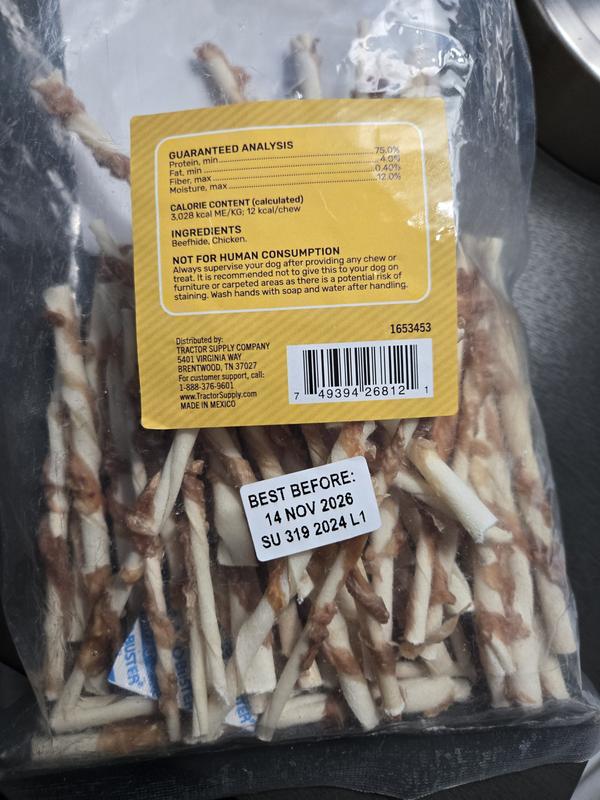 GUARANTEED ANALYSIS
Protein, min 75.0%
Fat, min 4.0%
Fiber, max 0.40%
Moisture, max 12.0%
CALORIE CONTENT (calculated)
3,028 kcal ME/KG; 12 kcal/chew
INGREDIENTS
Beefhide, Chicken.
NOT FOR HUMAN CONSUMPTION
Always supervise your dog after providing any chew or
treat. It is recommended not to give this to your dog on
furniture or carpeted areas as there is a potential risk of
staining. Wash hands with soap and water after handling.
1653453
Distributed by:
TRACTOR SUPPLY COMPANY
5401 VIRGINIA WAY
BRENTWOOD, TN 37027
For customer support, call:
1-888-376-9601
www.TractorSupply.com
MADE IN MEXICO
7 49394 26812 1
BEST BEFORE:
14 NOV 2026
SU 319 2024 L1
BUSTER